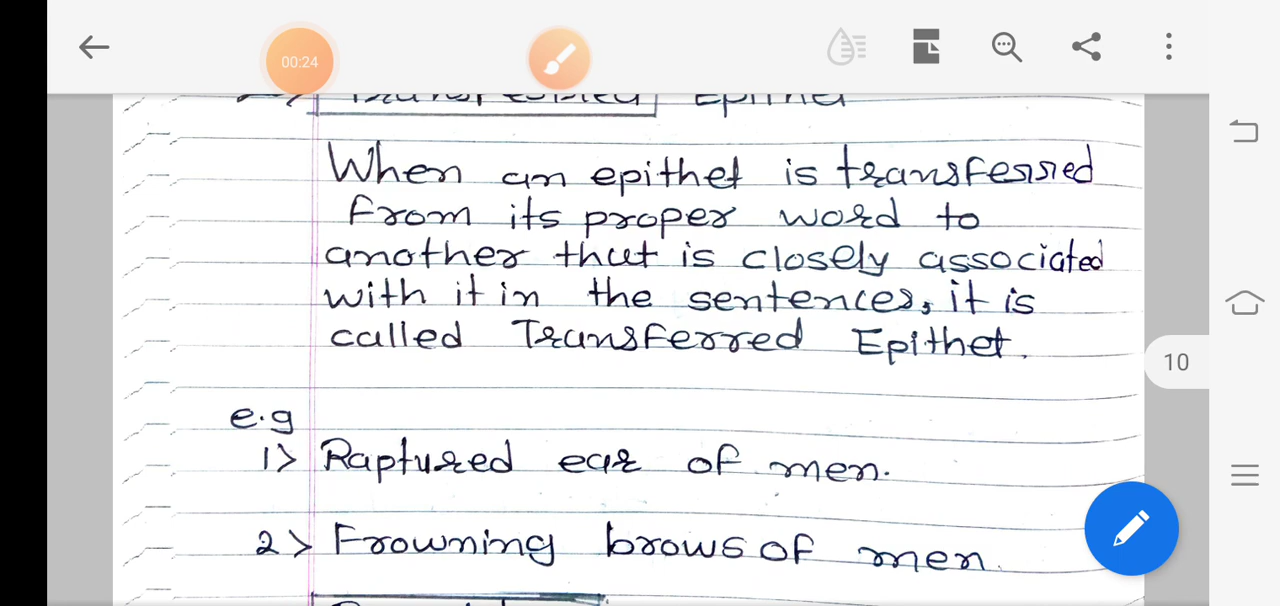 00:24
Transferred Epithet
When an epithet is transferred
from its proper word to
another that is closely associated
with it in the sentences, it is
called Transferred Epithet.
10
e.g
1> Raptured ear of men.
2> Frowning brows of men.